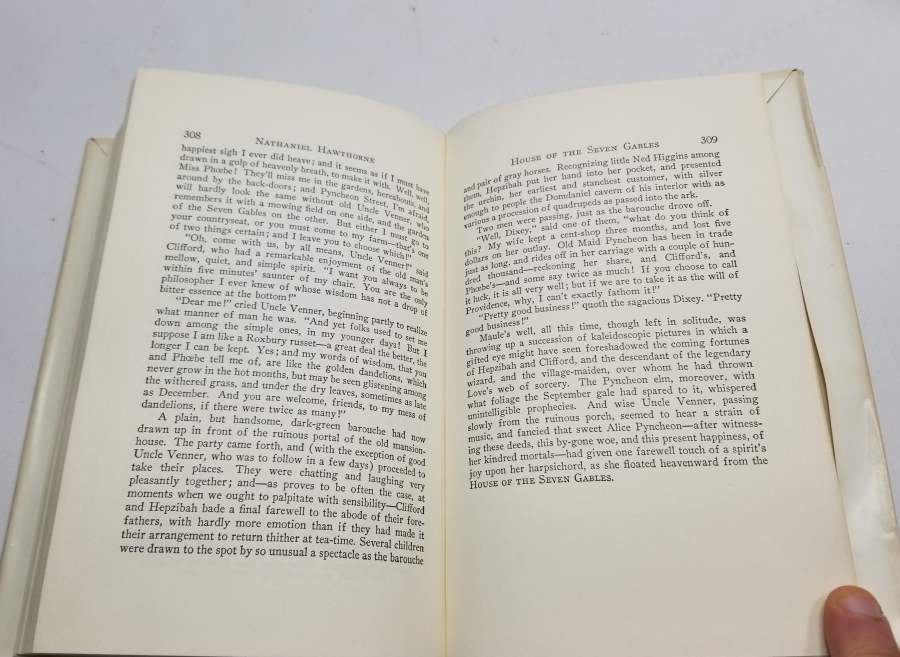 308
NATHANIEL HAWTHORNE
happiest sigh I ever did heave; and it seems as if I must have
drawn in a gulp of heavenly breath, to make it with. Well, well,
Miss Phœbe! They'll miss me in the gardens, hereabouts, and
around by the back-doors; and Pyncheon Street, I'm afraid,
will hardly look the same without old Uncle Venner, who
remembers it with a mowing field on one side, and the garden
of the Seven Gables on the other. But either I must go to
your countryseat, or you must come to my farm—that's one
of two things certain; and I leave you to choose which!"
"Oh, come with us, by all means, Uncle Venner!" said
Clifford, who had a remarkable enjoyment of the old man's
mellow, quiet, and simple spirit. "I want you always to be
within five minutes' saunter of my chair. You are the only
philosopher I ever knew of whose wisdom has not a drop of
bitter essence at the bottom!"
"Dear me!" cried Uncle Venner, beginning partly to realize
what manner of man he was. "And yet folks used to set me
down among the simple ones, in my younger days! But I
suppose I am like a Roxbury russet—a great deal the better, the
longer I can be kept. Yes; and my words of wisdom, that you
and Phœbe tell me of, are like the golden dandelions, which
never grow in the hot months, but may be seen glistening among
the withered grass, and under the dry leaves, sometimes as late
as December. And you are welcome, friends, to my mess of
dandelions, if there were twice as many!"
A plain, but handsome, dark-green barouche had now
drawn up in front of the ruinous portal of the old mansion-
house. The party came forth, and (with the exception of good
Uncle Venner, who was to follow in a few days) proceeded to
take their places. They were chatting and laughing very
pleasantly together; and—as proves to be often the case, at
moments when we ought to palpitate with sensibility—Clifford
and Hepzibah bade a final farewell to the abode of their fore-
fathers, with hardly more emotion than if they had made it
their arrangement to return thither at tea-time. Several children
were drawn to the spot by so unusual a spectacle as the barouche
HOUSE OF THE SEVEN GABLES
309
and pair of gray horses. Recognizing little Ned Higgins among
them, Hepzibah put her hand into her pocket, and presented
the urchin, her earliest and stanchest customer, with silver
enough to people the Domdaniel cavern of his interior with as
various a procession of quadrupeds as passed into the ark.
Two men were passing, just as the barouche drove off.
"Well, Dixey," said one of them, "what do you think of
this? My wife kept a cent-shop three months, and lost five
dollars on her outlay. Old Maid Pyncheon has been in trade
just as long, and rides off in her carriage with a couple of hun-
dred thousand—reckoning her share, and Clifford's, and
Phœbe's—and some say twice as much! If you choose to call
it luck, it is all very well; but if we are to take it as the will of
Providence, why, I can't exactly fathom it!"
"Pretty good business!" quoth the sagacious Dixey. "Pretty
good business!"
Maule's well, all this time, though left in solitude, was
throwing up a succession of kaleidoscopic pictures in which a
gifted eye might have seen foreshadowed the coming fortunes
of Hepzibah and Clifford, and the descendant of the legendary
wizard, and the village-maiden, over whom he had thrown
Love's web of sorcery. The Pyncheon elm, moreover, with
what foliage the September gale had spared to it, whispered
unintelligible prophecies. And wise Uncle Venner, passing
slowly from the ruinous porch, seemed to hear a strain of
music, and fancied that sweet Alice Pyncheon—after witness-
ing these deeds, this by-gone woe, and this present happiness, of
her kindred mortals—had given one farewell touch of a spirit's
joy upon her harpsichord, as she floated heavenward from the
HOUSE OF THE SEVEN GABLES.